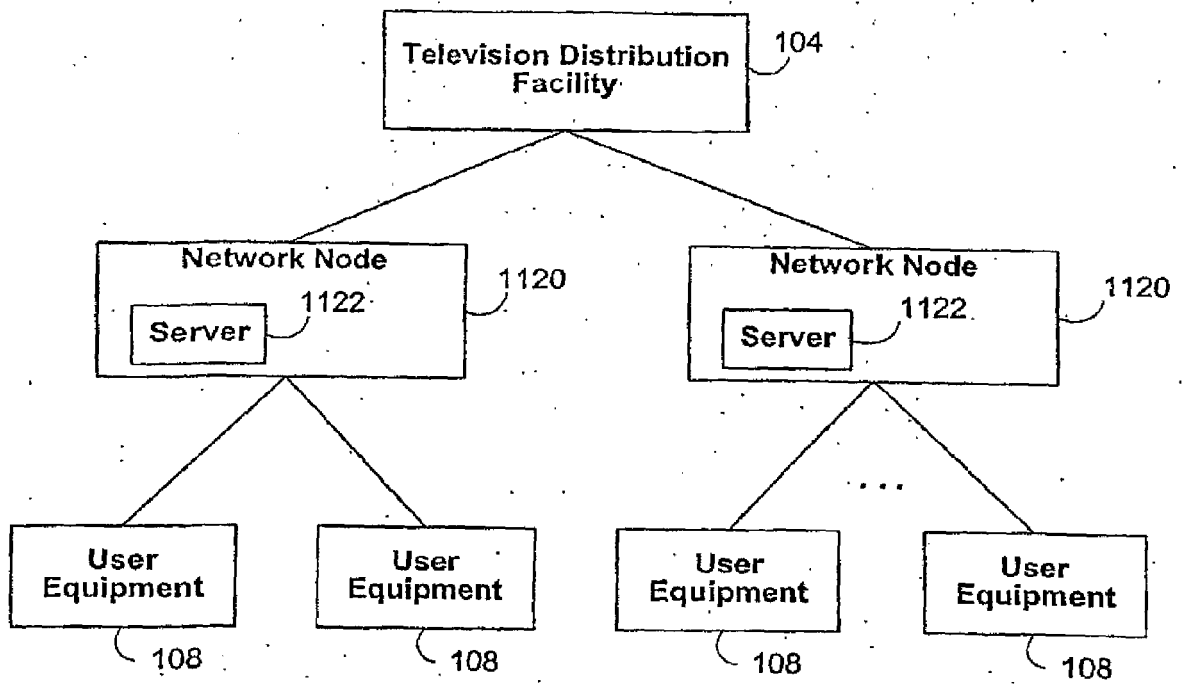 Television Distribution
Facility
104
Network Node
1120
Server
1122
Network Node
1120
Server
1122
...
User
Equipment
108
User
Equipment
108
User
Equipment
108
User
Equipment
108